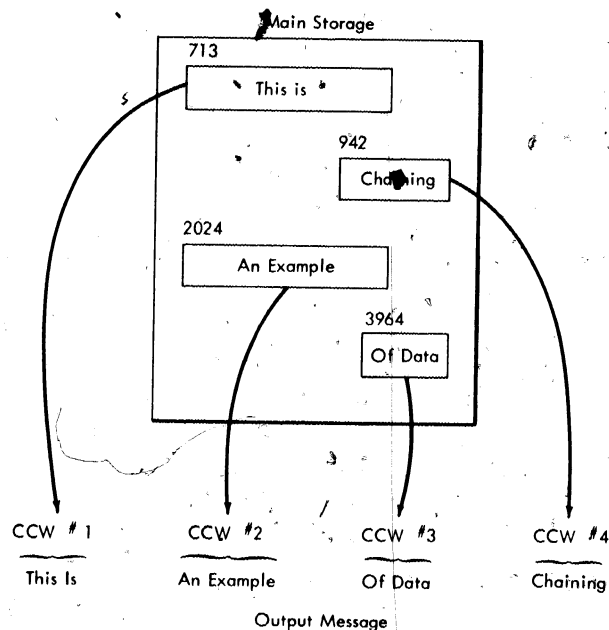 Main Storage
713
This is
942
Chaining
2024
An Example
3964
Of Data
CCW #1 CCW #2 CCW #3 CCW #4
This Is An Example Of Data Chaining
Output Message